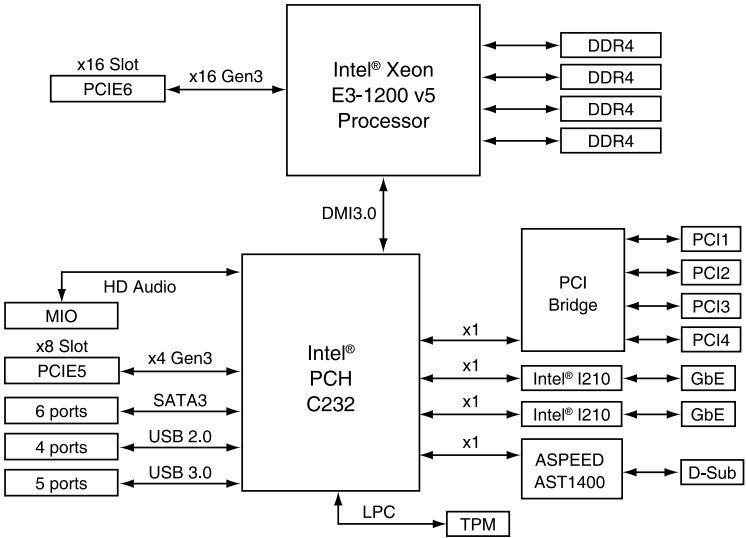 x16 Slot
PCIE6
x16 Gen3
Intel® Xeon
E3-1200 v5
Processor
DDR4
DDR4
DDR4
DDR4
DMI3.0
HD Audio
MIO
x8 Slot
PCIE5
x4 Gen3
6 ports
SATA3
4 ports
USB 2.0
5 ports
USB 3.0
Intel®
PCH
C232
LPC
TPM
x1
PCI
Bridge
PCI1
PCI2
PCI3
PCI4
x1
Intel® I210
GbE
x1
Intel® I210
GbE
x1
ASPEED
AST1400
D-Sub